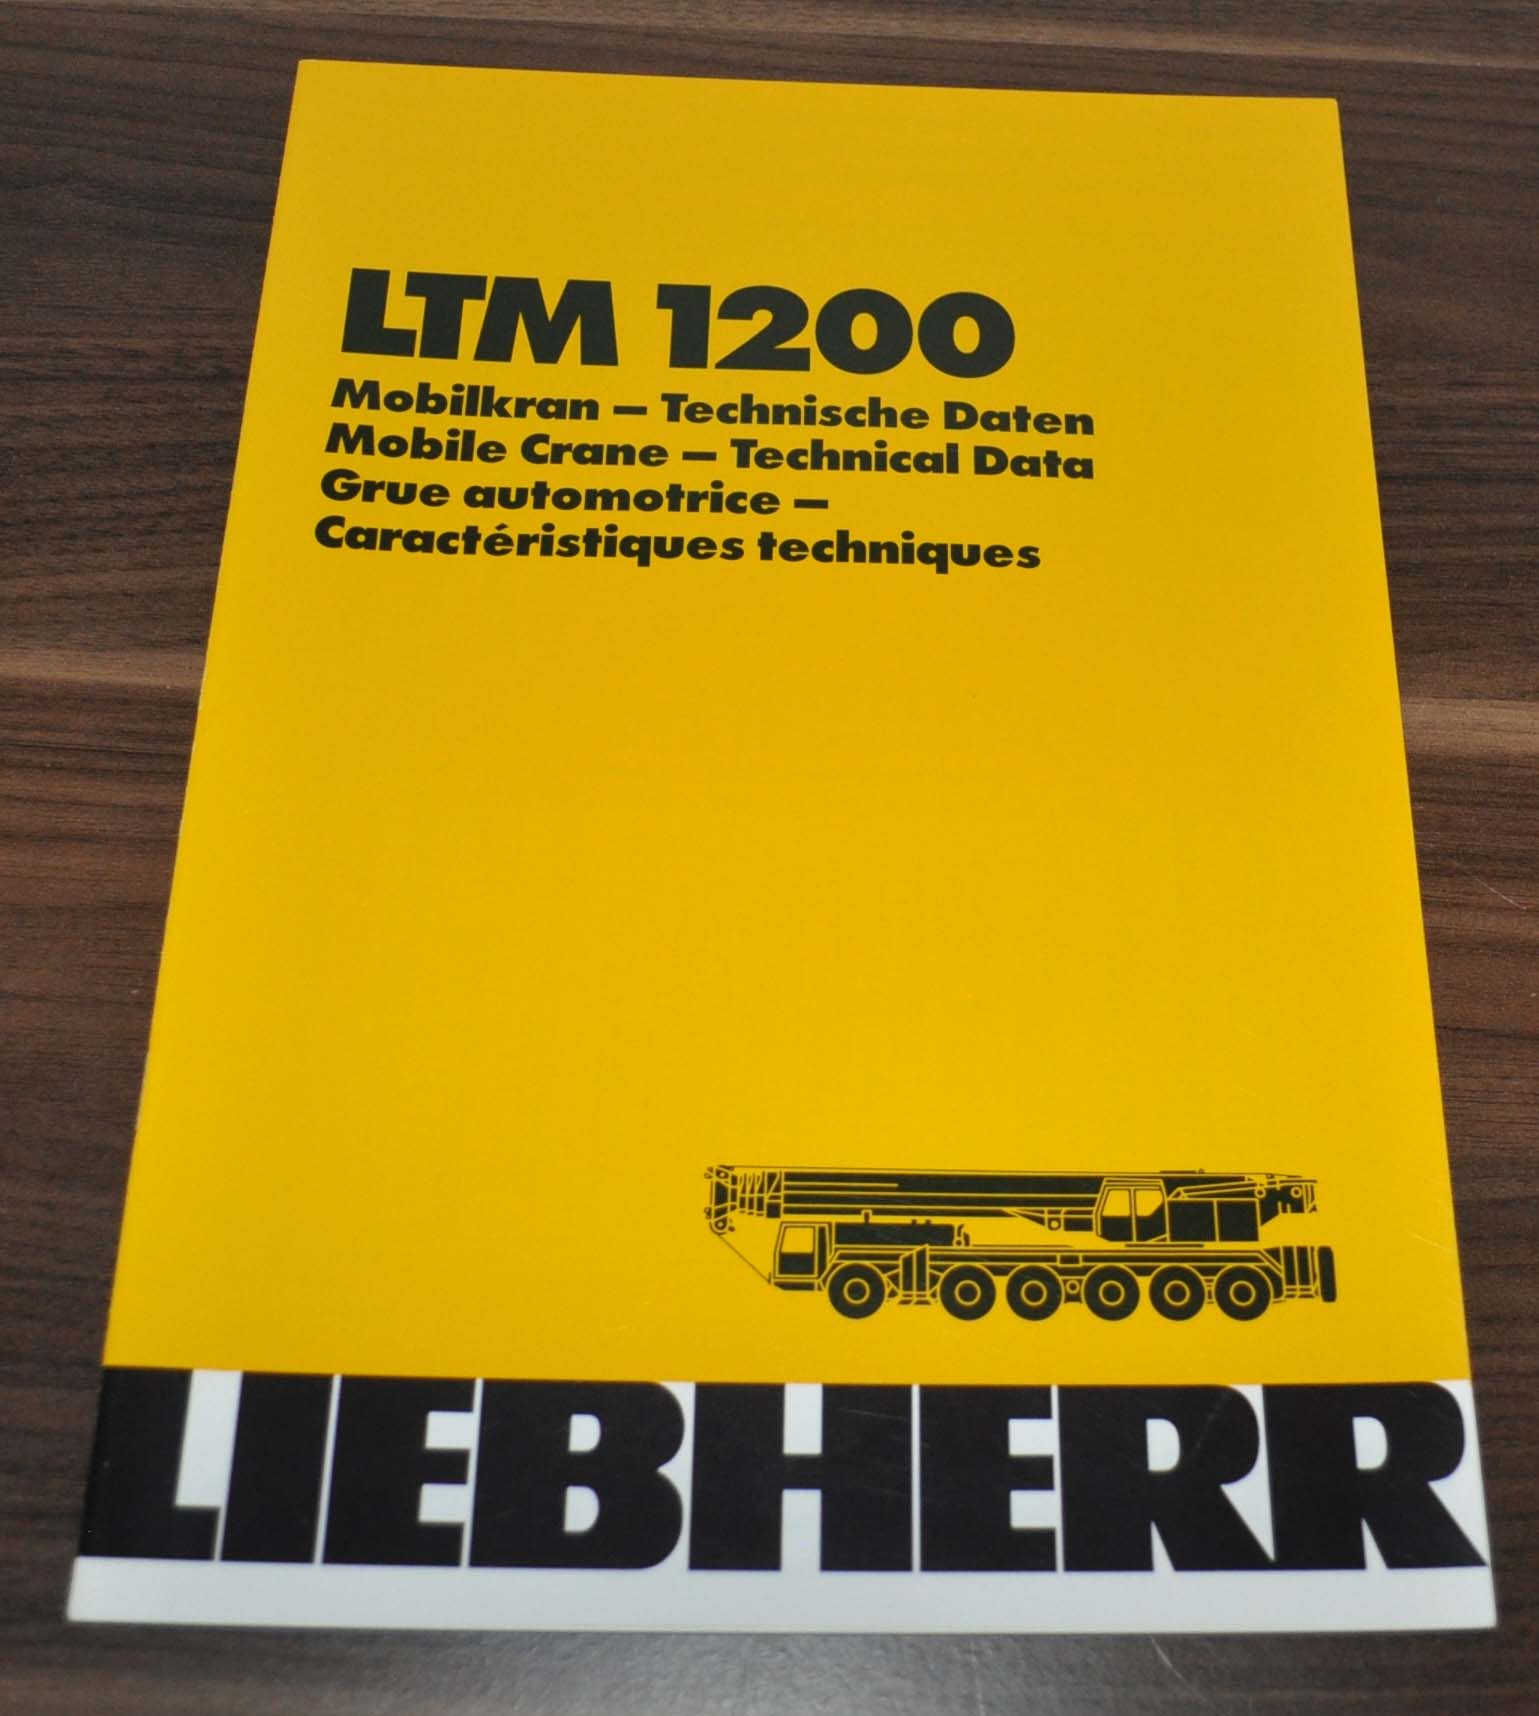 LTM 1200
Mobilkran – Technische Daten
Mobile Crane – Technical Data
Grue automotrice –
Caractéristiques techniques
LIEBHERR